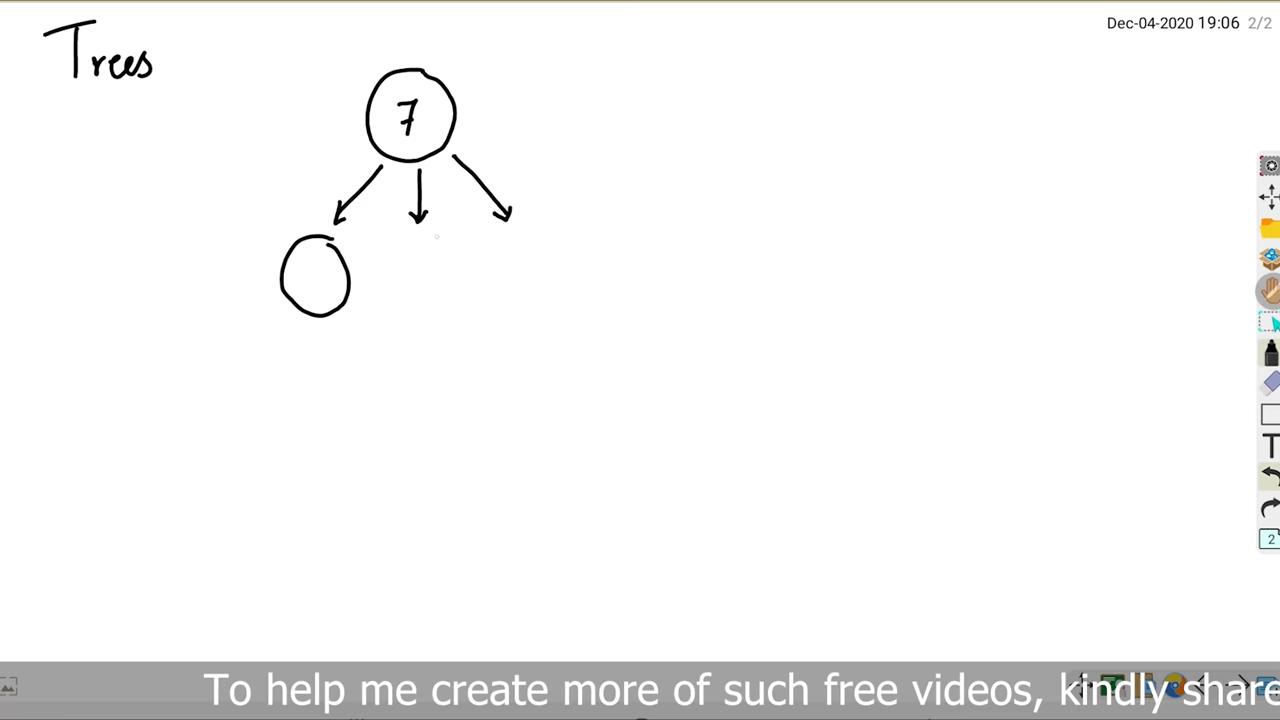 Dec-04-2020 19:06 2/2
Trees
7
T
2
To help me create more of such free videos, kindly share